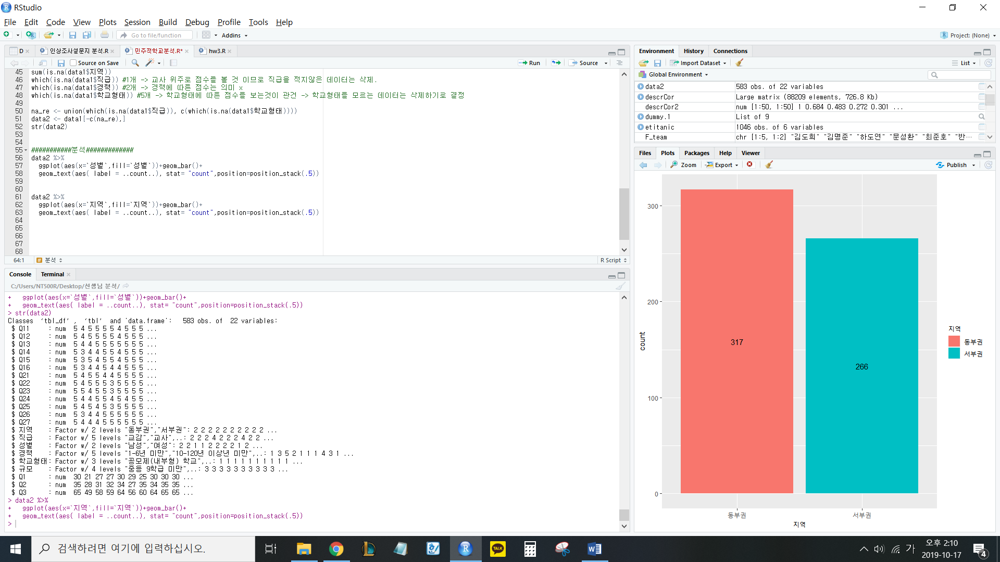 RStudio
File Edit Code View Plots Session Build Debug Profile Tools Help
Go to file/function Addins Project: (None)
D 인상조사설문지 분석.R 민주적학교분석.R* hw3.R
Source on Save Run Source
45 sum(is.na(data1$지역))
46 which(is.na(data1$직급)) #1개 -> 교사 위주로 점수를 볼 것 이므로 직급을 적지않은 데이터는 삭제.
47 which(is.na(data1$경력)) #2개 -> 경력에 따른 점수는 의미 x
48 which(is.na(data1$학교형태)) #5개 -> 학교형태에 따른 점수를 보는것이 관건 -> 학교형태를 모르는 데이터는 삭제하기로 결정
49
50 na_re <- union(which(is.na(data1$직급)), c(which(is.na(data1$학교형태))))
51 data2 <- data1[-c(na_re),]
52 str(data2)
53
54
55 ###########분석#############
56 data2 %>%
57 ggplot(aes(x=`성별`,fill=`성별`))+geom_bar()+
58 geom_text(aes( label = ..count..), stat= "count",position=position_stack(.5))
59
60
61 data2 %>%
62 ggplot(aes(x=`지역`,fill=`지역`))+geom_bar()+
63 geom_text(aes( label = ..count..), stat= "count",position=position_stack(.5))
64
65
66
67
68
64:1 # 분석 R Script
Console Terminal
C:/Users/NT500R/Desktop/선생님 분석/
+ ggplot(aes(x=`성별`,fill=`성별`))+geom_bar()+
+ geom_text(aes( label = ..count..), stat= "count",position=position_stack(.5))
> str(data2)
Classes ‘tbl_df’, ‘tbl’ and 'data.frame': 583 obs. of 22 variables:
$ Q11 : num 5 4 5 5 5 5 4 5 5 5 ...
$ Q12 : num 5 4 5 5 5 5 4 5 5 5 ...
$ Q13 : num 5 4 4 5 5 5 5 5 5 5 ...
$ Q14 : num 5 3 4 4 5 5 4 5 5 5 ...
$ Q15 : num 5 3 5 4 5 5 4 5 5 5 ...
$ Q16 : num 5 3 4 4 5 4 4 5 5 5 ...
$ Q21 : num 5 4 5 5 4 4 5 5 5 5 ...
$ Q22 : num 5 4 5 5 5 3 5 5 5 5 ...
$ Q23 : num 5 5 4 5 5 3 5 5 5 5 ...
$ Q24 : num 5 4 4 5 5 4 5 4 5 5 ...
$ Q25 : num 5 4 5 4 5 3 5 5 5 5 ...
$ Q26 : num 5 3 4 4 5 5 5 5 5 5 ...
$ Q27 : num 5 4 4 4 5 5 5 5 5 5 ...
$ 지역 : Factor w/ 2 levels "동부권","서부권": 2 2 2 2 2 2 2 2 2 2 ...
$ 직급 : Factor w/ 5 levels "교감","교사",..: 2 2 2 4 2 2 2 4 2 2 ...
$ 성별 : Factor w/ 2 levels "남성","여성": 2 2 1 1 2 2 2 2 1 2 ...
$ 경력 : Factor w/ 5 levels "1-6년 미만","10-120년 이상년 미만",..: 1 3 5 2 1 1 1 4 3 1 ...
$ 학교형태: Factor w/ 3 levels "공모제(내부형) 학교",..: 1 1 1 1 1 1 1 1 1 1 ...
$ 규모 : Factor w/ 4 levels "중등 9학급 미만",..: 3 3 3 3 3 3 3 3 3 3 ...
$ Q1 : num 30 21 27 27 30 29 25 30 30 30 ...
$ Q2 : num 35 28 31 32 34 27 35 34 35 35 ...
$ Q3 : num 65 49 58 59 64 56 60 64 65 65 ...
> data2 %>%
+ ggplot(aes(x=`지역`,fill=`지역`))+geom_bar()+
+ geom_text(aes( label = ..count..), stat= "count",position=position_stack(.5))
>
Environment History Connections
Import Dataset List
Global Environment
data2 583 obs. of 22 variables
descrCor Large matrix (88209 elements, 726.8 Kb)
descrCor2 num [1:50, 1:50] 1 0.684 0.483 0.272 0.301 ...
dummy.1 List of 9
etitanic 1046 obs. of 6 variables
F_team chr [1:5, 1:2] "김도희" "김명준" "하도연" "문성환" "최준호" "반…
Files Plots Packages Help Viewer
Zoom Export Publish
300
200
100
0
count
317
266
동부권 서부권
지역
지역
동부권
서부권
검색하려면 여기에 입력하십시오.
TALK
가
오후 2:10
2019-10-17
4